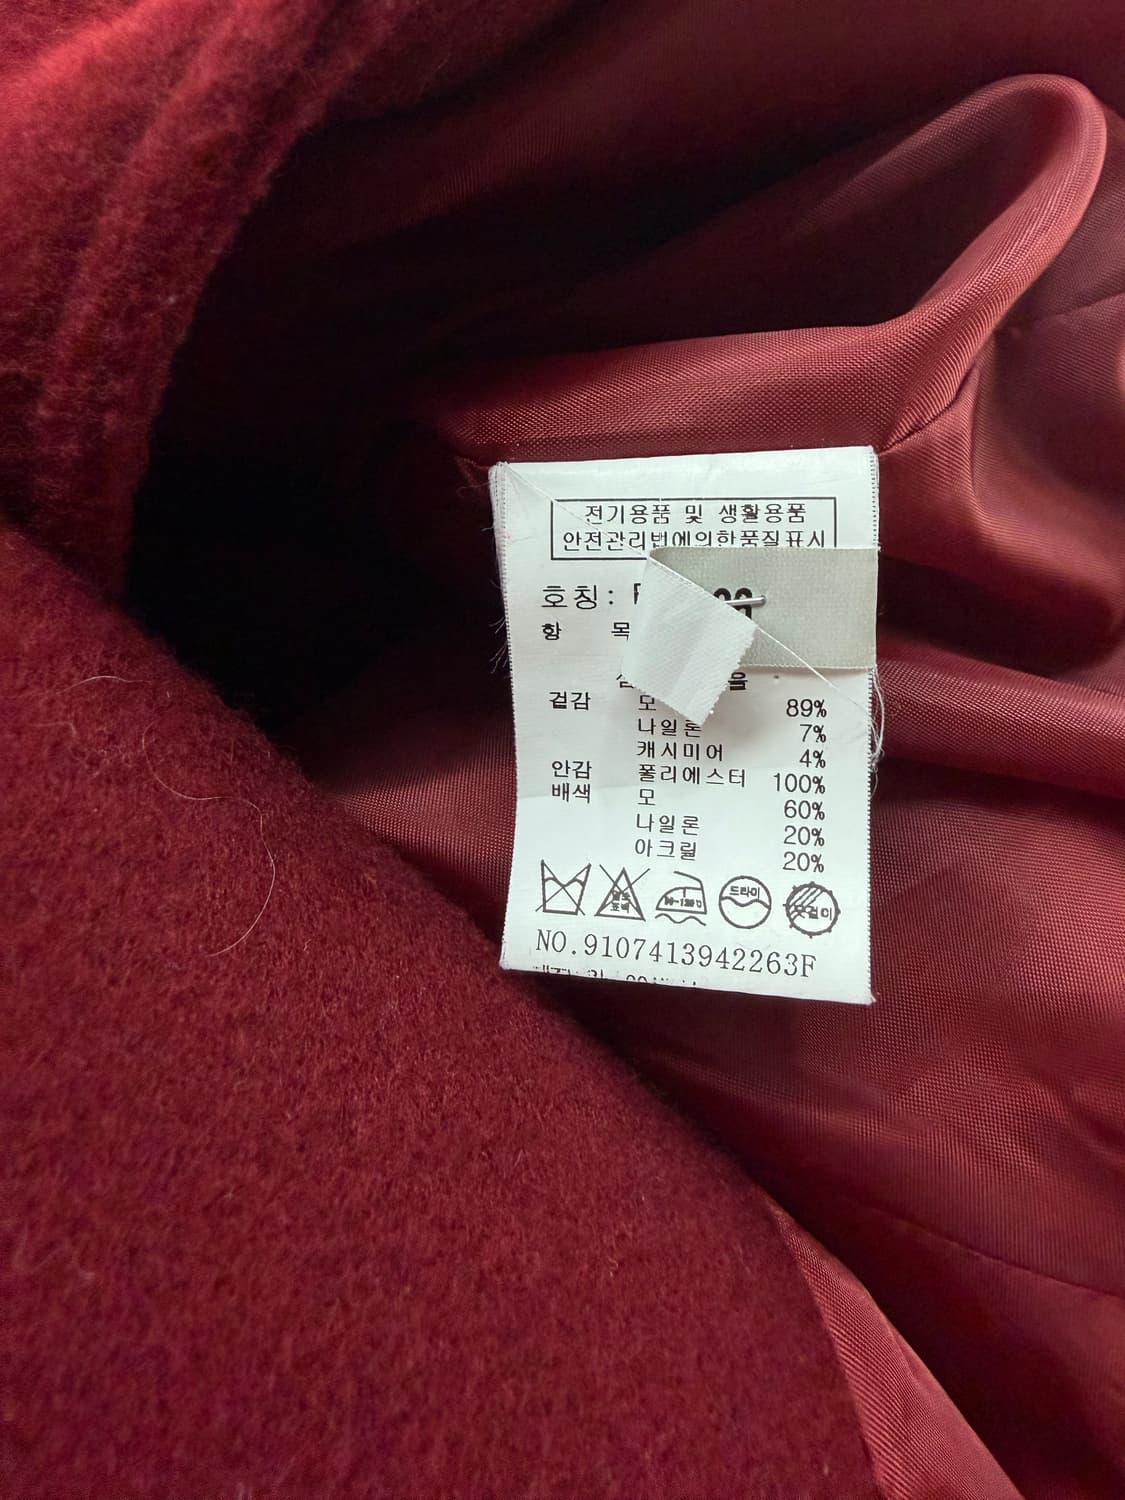 전기용품 및 생활용품
안전관리법에의한품질표시
호칭:
항 목
겉감 모 89%
나일론 7%
캐시미어 4%
안감 폴리에스터 100%
배색 모 60%
나일론 20%
아크릴 20%
드라이
옷걸이
NO.9107413942263F